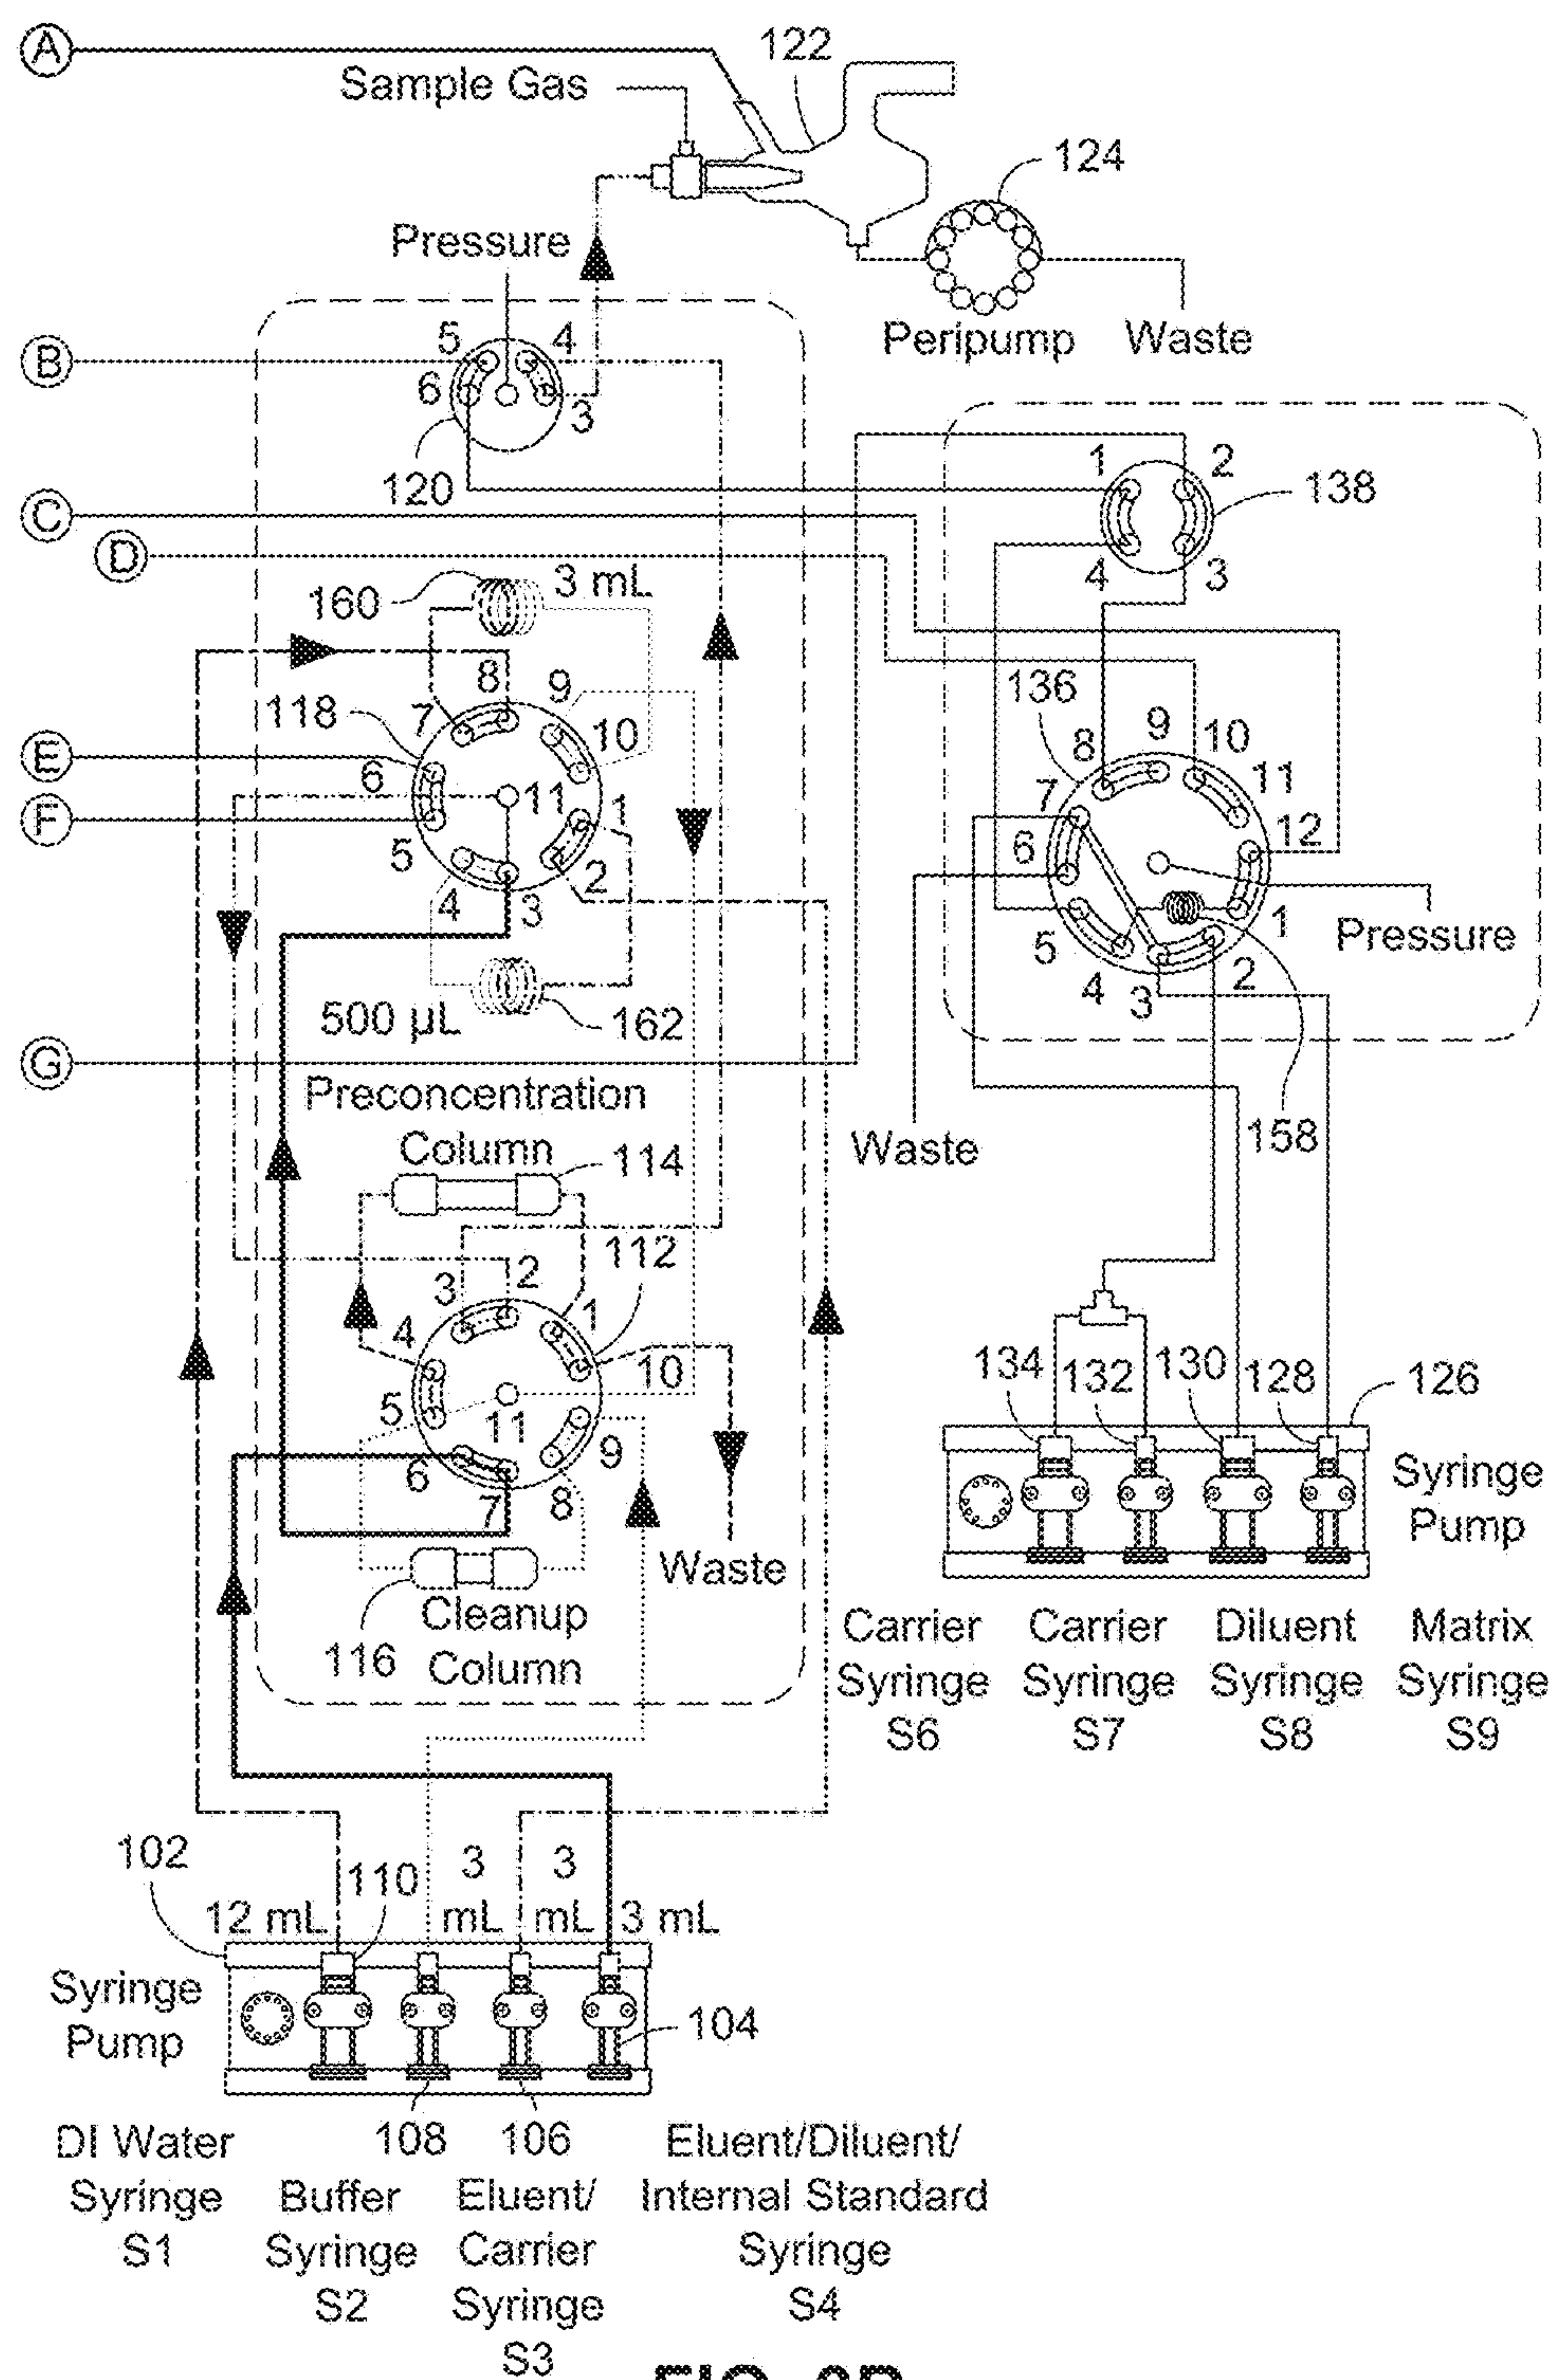 A
122
Sample Gas
124
Pressure
Peripump
Waste
B
5
4
6
3
120
1
2
138
C
D
4
3
160
3 mL
136
8
9
7
10
118
E
6
11
1
F
5
2
4
3
8
9
10
7
11
6
12
1
5
2
4
3
Pressure
500 µL
162
G
Preconcentration
Column
114
Waste
158
112
2
3
1
4
10
5
11
9
6
7
8
Waste
116
Cleanup
Column
134
132
130
128
126
Syringe
Pump
Carrier
Syringe
S6
Carrier
Syringe
S7
Diluent
Syringe
S8
Matrix
Syringe
S9
102
110
12 mL
3
mL
3
mL
3 mL
Syringe
Pump
104
108
106
DI Water
Syringe
S1
Buffer
Syringe
S2
Eluent/
Carrier
Syringe
S3
Eluent/Diluent/
Internal Standard
Syringe
S4